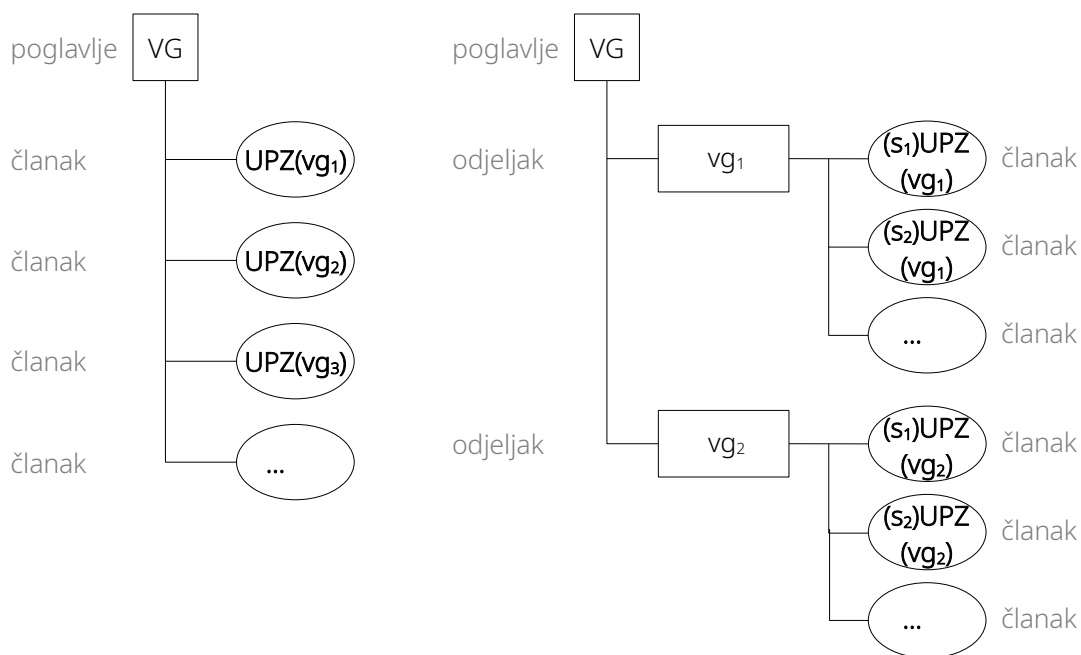 poglavlje VG
članak UPZ(vg₁)
članak UPZ(vg₂)
članak UPZ(vg₃)
članak ...
poglavlje VG
odjeljak vg₁
(s₁)UPZ
(vg₁)
članak
(s₂)UPZ
(vg₁)
članak
... članak
odjeljak vg₂
(s₁)UPZ
(vg₂)
članak
(s₂)UPZ
(vg₂)
članak
... članak